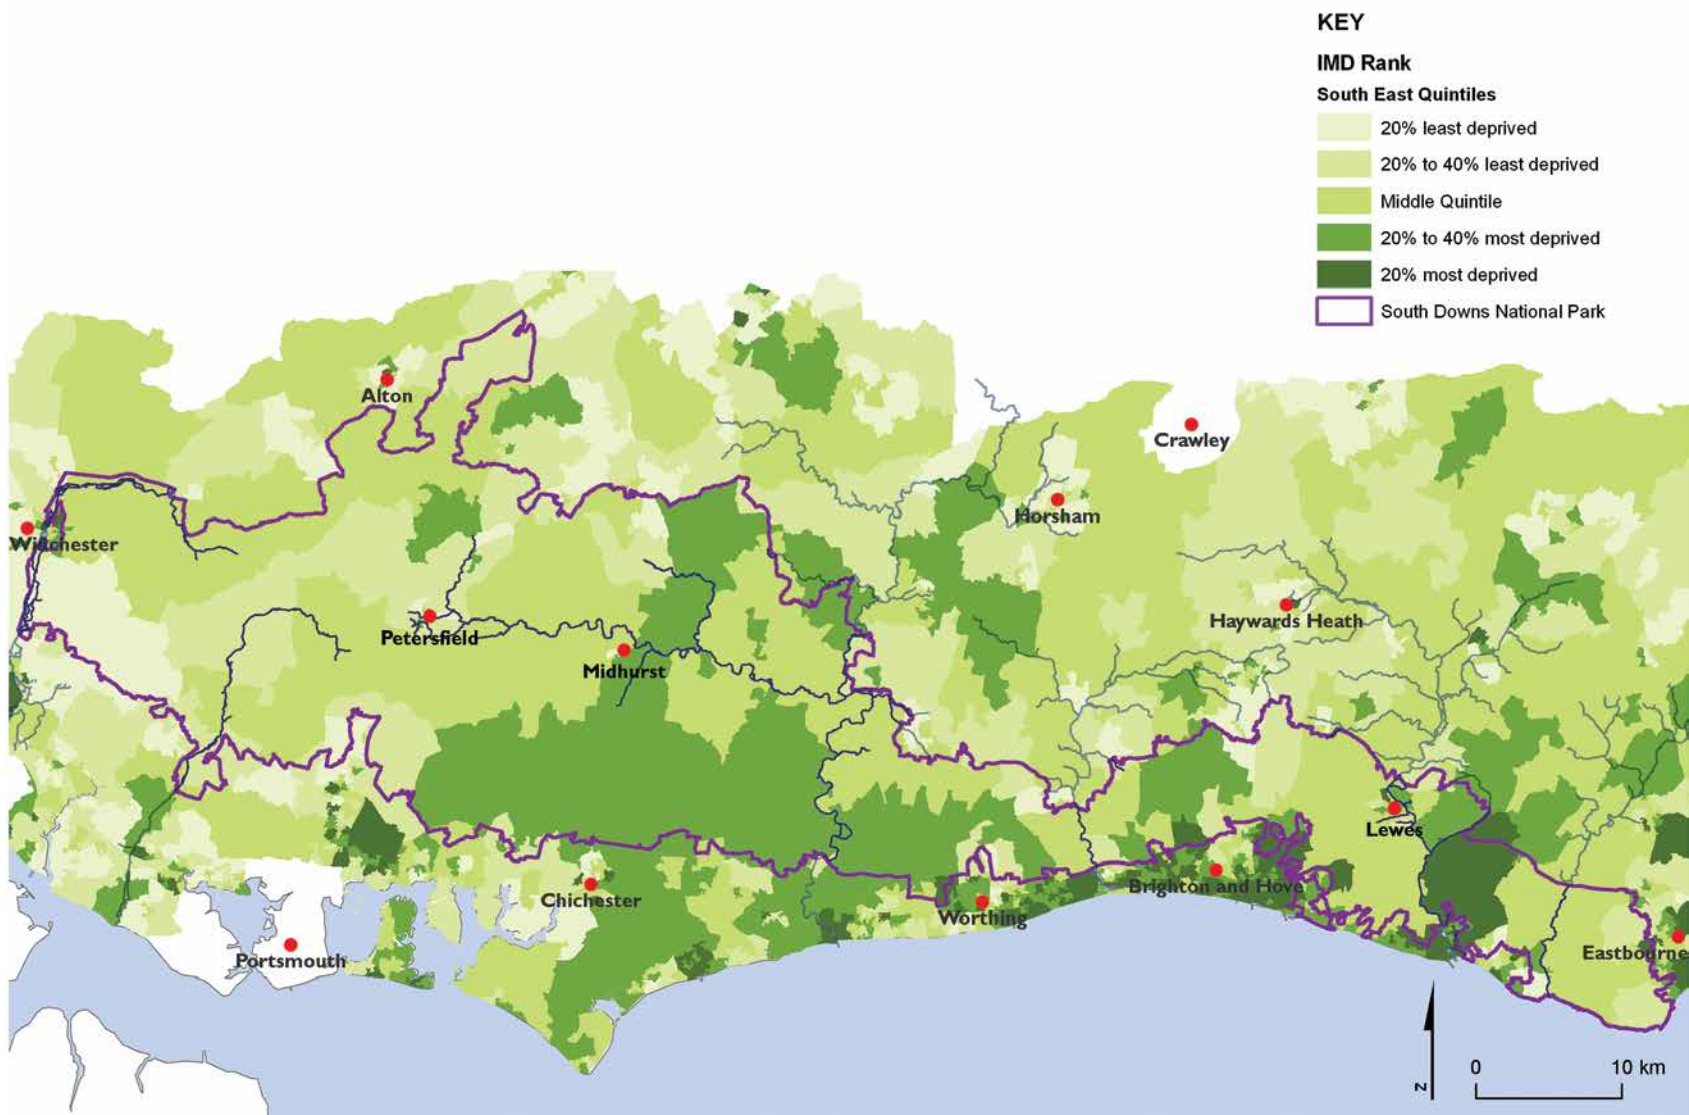 KEY
IMD Rank
South East Quintiles
20% least deprived
20% to 40% least deprived
Middle Quintile
20% to 40% most deprived
20% most deprived
South Downs National Park
Alton
Crawley
Horsham
Winchester
Haywards Heath
Petersfield
Midhurst
Lewes
Brighton and Hove
Chichester
Worthing
Eastbourne
Portsmouth
0 10 km
N